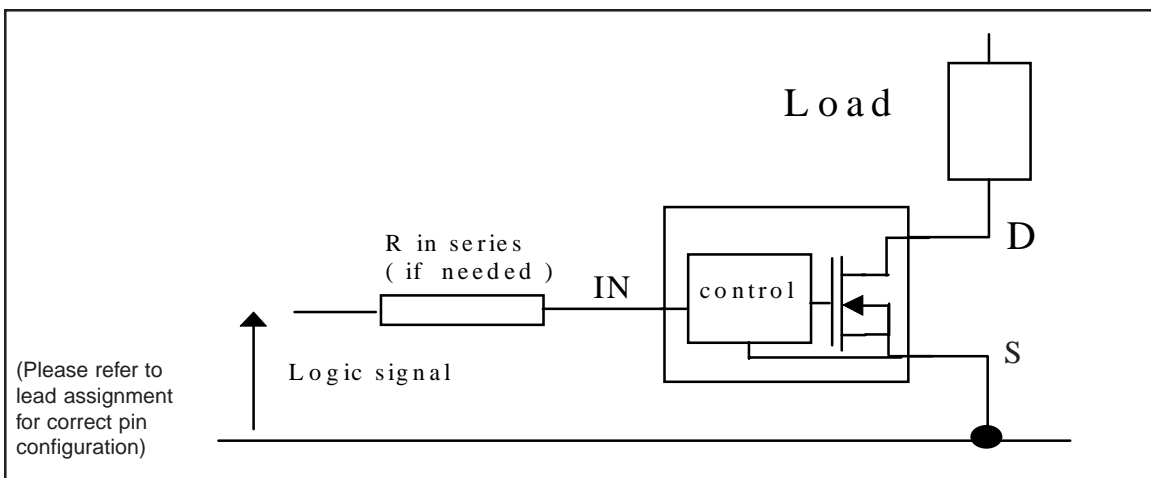 Load
D
R in series
( if needed )
IN
control
S
Logic signal
(Please refer to
lead assignment
for correct pin
configuration)